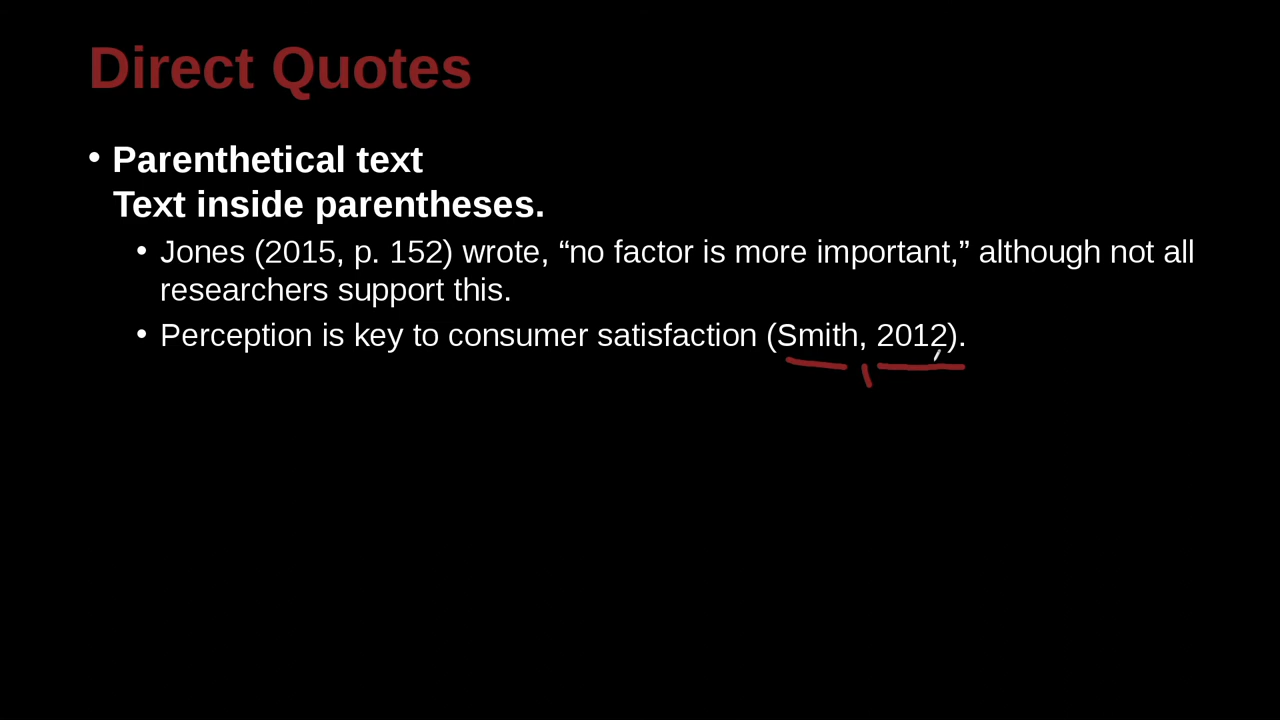 Direct Quotes
• Parenthetical text
Text inside parentheses.
• Jones (2015, p. 152) wrote, “no factor is more important,” although not all
researchers support this.
• Perception is key to consumer satisfaction (Smith, 2012).